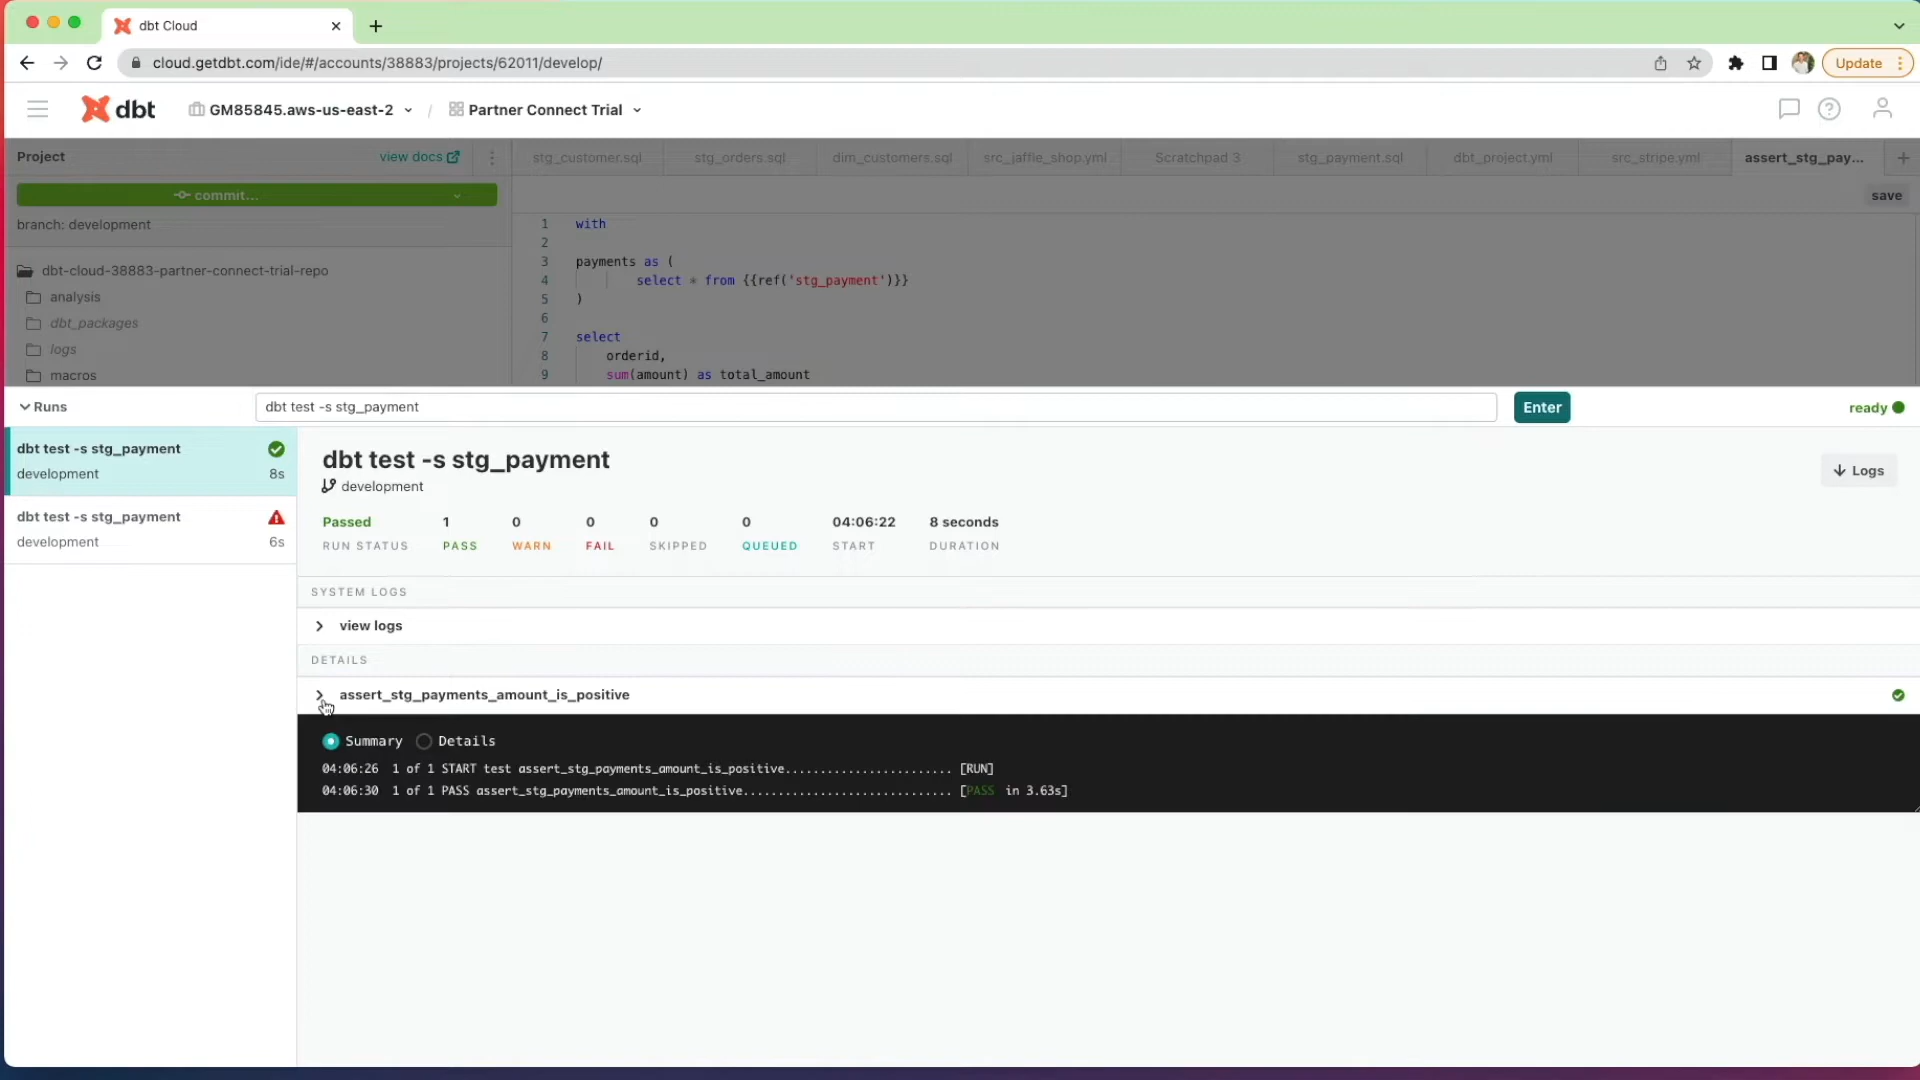 dbt Cloud
cloud.getdbt.com/ide/#/accounts/38883/projects/62011/develop/
Update
dbt
GM85845.aws-us-east-2 / Partner Connect Trial
Project
view docs
stg_customer.sql
stg_orders.sql
dim_customers.sql
src_jaffle_shop.yml
Scratchpad 3
stg_payment.sql
dbt_project.yml
src_stripe.yml
assert_stg_pay...
commit...
save
branch: development
dbt-cloud-38883-partner-connect-trial-repo
analysis
dbt_packages
logs
macros
1 with
2
3 payments as (
4 select * from {{ref('stg_payment')}}
5 )
6
7 select
8 orderid,
9 sum(amount) as total_amount
Runs
dbt test -s stg_payment
Enter
ready
dbt test -s stg_payment
development 8s
dbt test -s stg_payment
development 6s
dbt test -s stg_payment
development
Logs
Passed 1 0 0 0 0 04:06:22 8 seconds
RUN STATUS PASS WARN FAIL SKIPPED QUEUED START DURATION
SYSTEM LOGS
view logs
DETAILS
assert_stg_payments_amount_is_positive
Summary Details
04:06:26 1 of 1 START test assert_stg_payments_amount_is_positive........................ [RUN]
04:06:30 1 of 1 PASS assert_stg_payments_amount_is_positive.............................. [PASS in 3.63s]